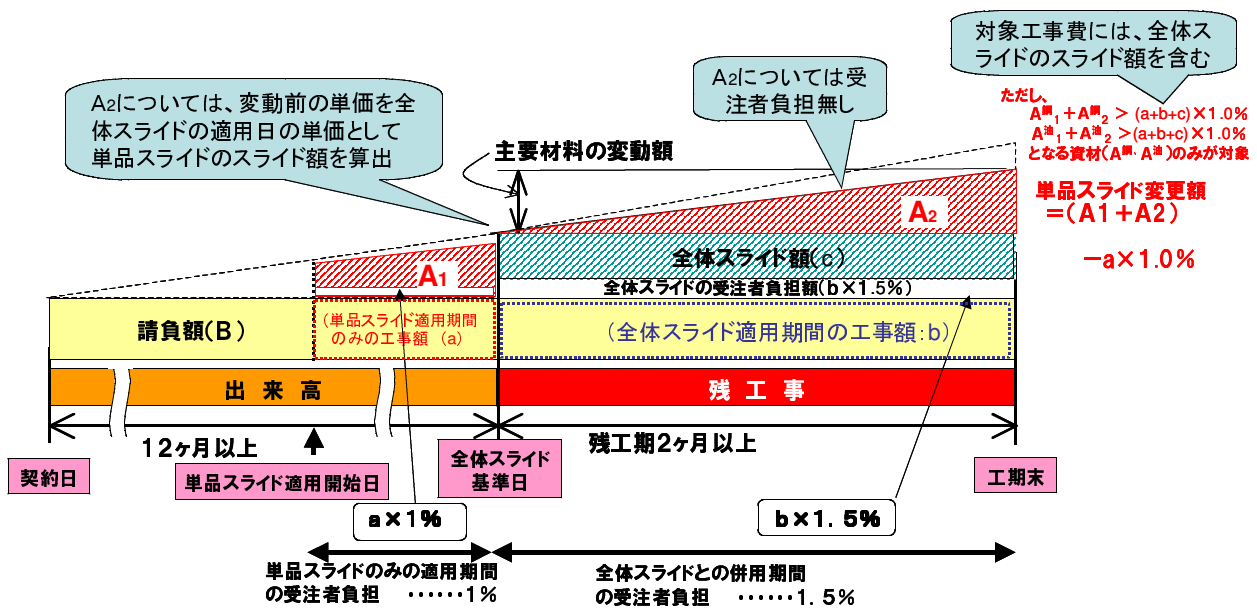 対象工事費には、全体ス
ライドのスライド額を含む
A2については受
注者負担無し
A2については、変動前の単価を全
体スライドの適用日の単価として
単品スライドのスライド額を算出
ただし、
A鋼1＋A鋼2 > (a+b+c)×1.0%
A油1＋A油2 >(a+b+c)×1.0%
となる資材(A鋼、A油)のみが対象
主要材料の変動額
単品スライド変更額
＝(A1＋A2)
－a×1.0%
A2
A1
全体スライド額(c)
全体スライドの受注者負担額(b×1.5%)
請負額(B)
(単品スライド適用期間
のみの工事額 (a)
(全体スライド適用期間の工事額:b)
出 来 高
残 工 事
12ヶ月以上
残工期2ヶ月以上
契約日
単品スライド適用開始日
全体スライド
基準日
工期末
a×1%
b×1.5%
単品スライドのみの適用期間
の受注者負担 ‥‥‥1%
全体スライドとの併用期間
の受注者負担 ‥‥‥1.5%